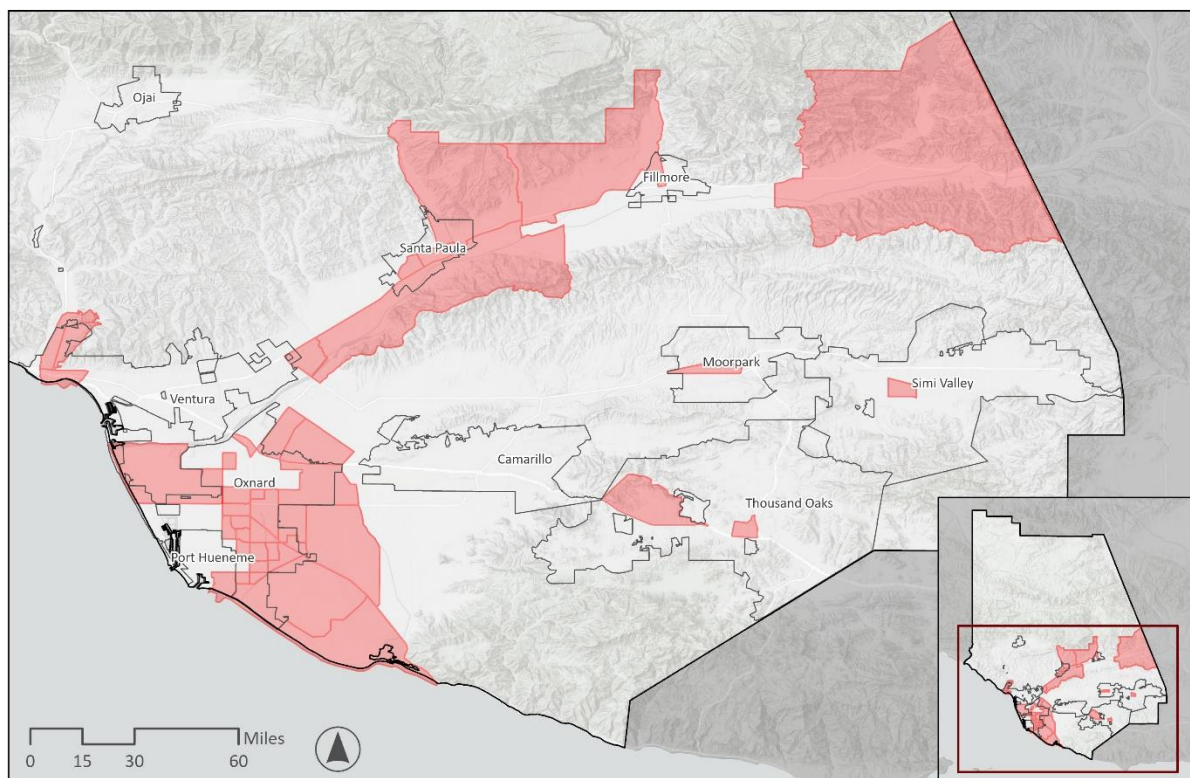 Ojai
Fillmore
Santa Paula
Moorpark
Simi Valley
Ventura
Camarillo
Oxnard
Thousand Oaks
Port Hueneme
Miles
0 15 30 60